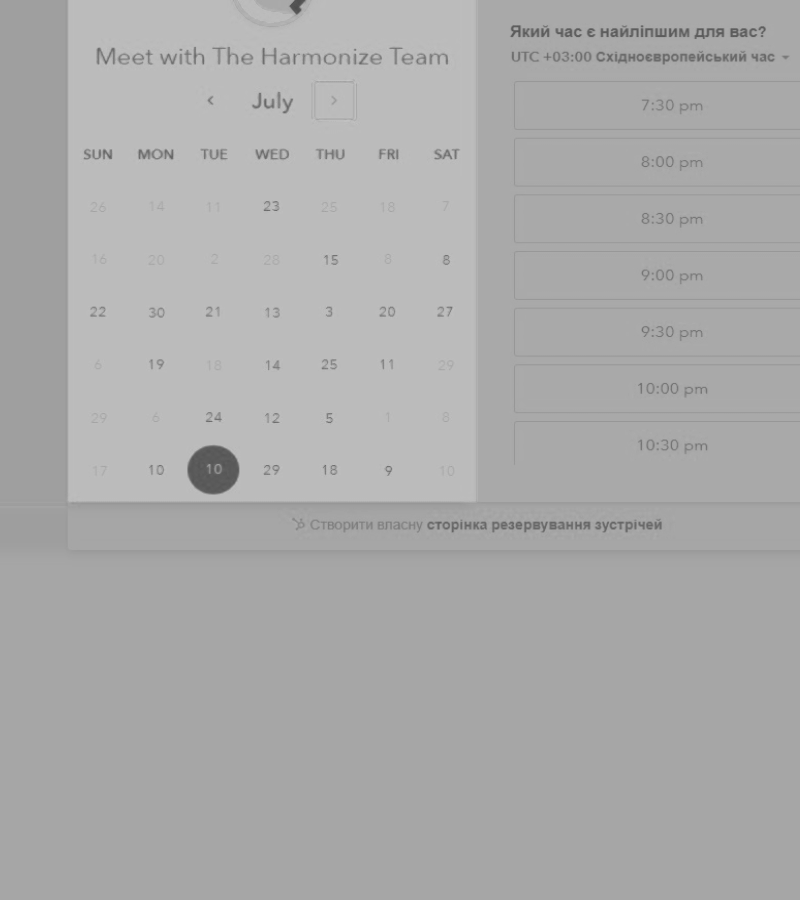 Meet with The Harmonize Team
July
SUN MON TUE WED THU FRI SAT
26 14 11 23 25 18 7
16 20 2 28 15 8 8
22 30 21 13 3 20 27
6 19 18 14 25 11 29
29 6 24 12 5 1 8
17 10 10 29 18 9 10
Який час є найліпшим для вас?
UTC +03:00 Східноєвропейський час
7:30 pm
8:00 pm
8:30 pm
9:00 pm
9:30 pm
10:00 pm
10:30 pm
Створити власну сторінка резервування зустрічей